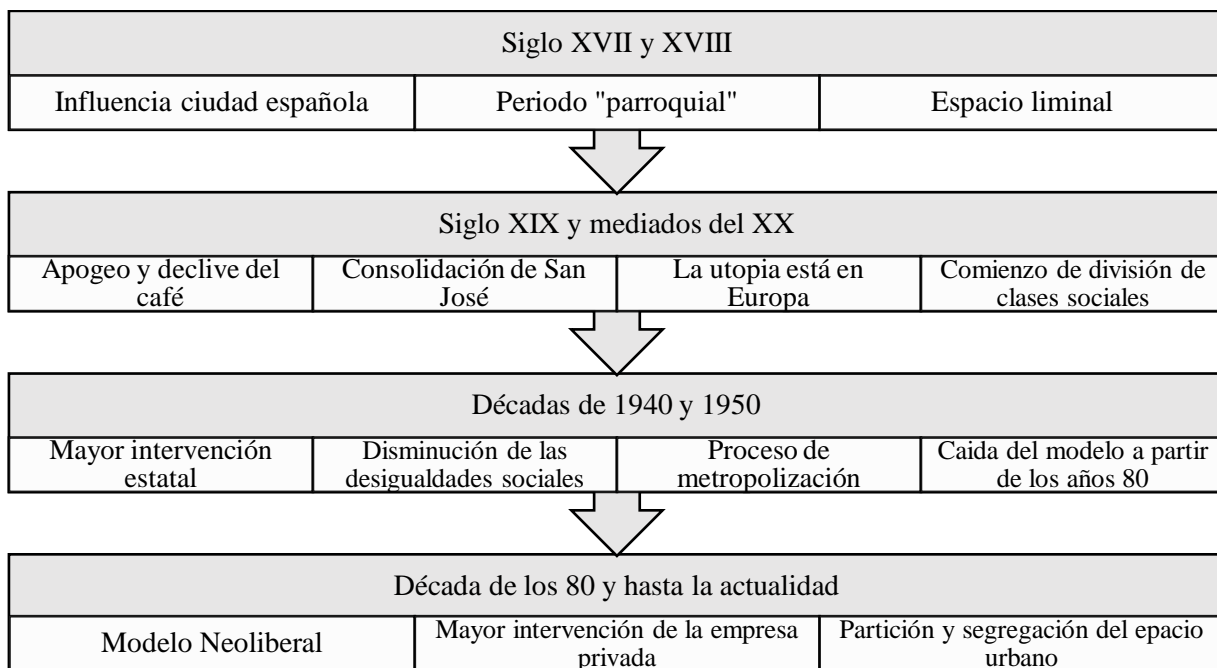 Siglo XVII y XVIII
Influencia ciudad española
Periodo "parroquial"
Espacio liminal
Siglo XIX y mediados del XX
Apogeo y declive del
café
Consolidación de San
José
La utopia está en
Europa
Comienzo de división de
clases sociales
Décadas de 1940 y 1950
Mayor intervención
estatal
Disminución de las
desigualdades sociales
Proceso de
metropolización
Caida del modelo a partir
de los años 80
Década de los 80 y hasta la actualidad
Modelo Neoliberal
Mayor intervención de la empresa
privada
Partición y segregación del epacio
urbano